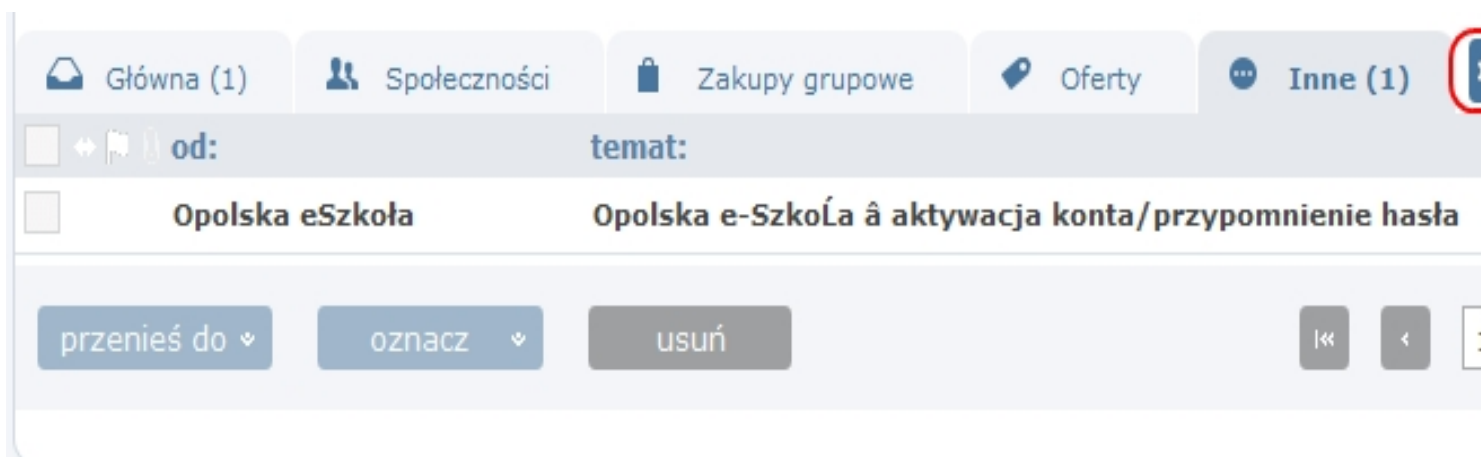 Główna (1) Społeczności Zakupy grupowe Oferty Inne (1)
od: temat:
Opolska eSzkoła Opolska e-SzkoĹa â aktywacja konta/przypomnienie hasła
przenieś do oznacz usuń